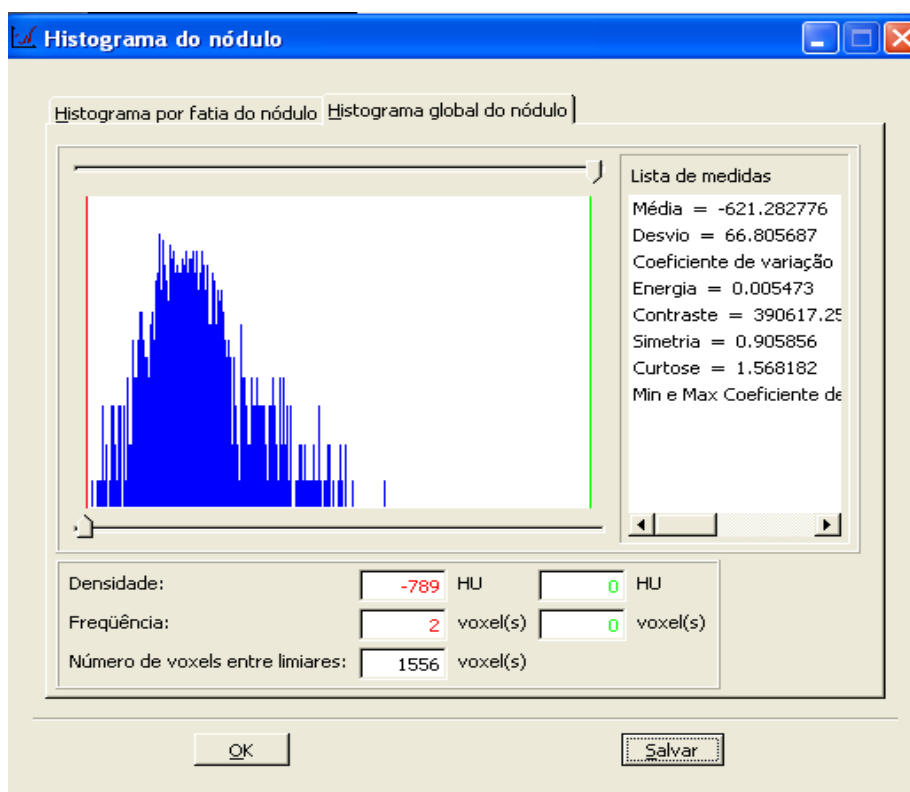 Histograma do nódulo
Histograma por fatia do nódulo Histograma global do nódulo
Lista de medidas
Média = -621.282776
Desvio = 66.805687
Coeficiente de variação
Energia = 0.005473
Contraste = 390617.25
Simetria = 0.905856
Curtose = 1.568182
Min e Max Coeficiente de
Densidade: -789 HU 0 HU
Freqüência: 2 voxel(s) 0 voxel(s)
Número de voxels entre limiares: 1556 voxel(s)
OK Salvar